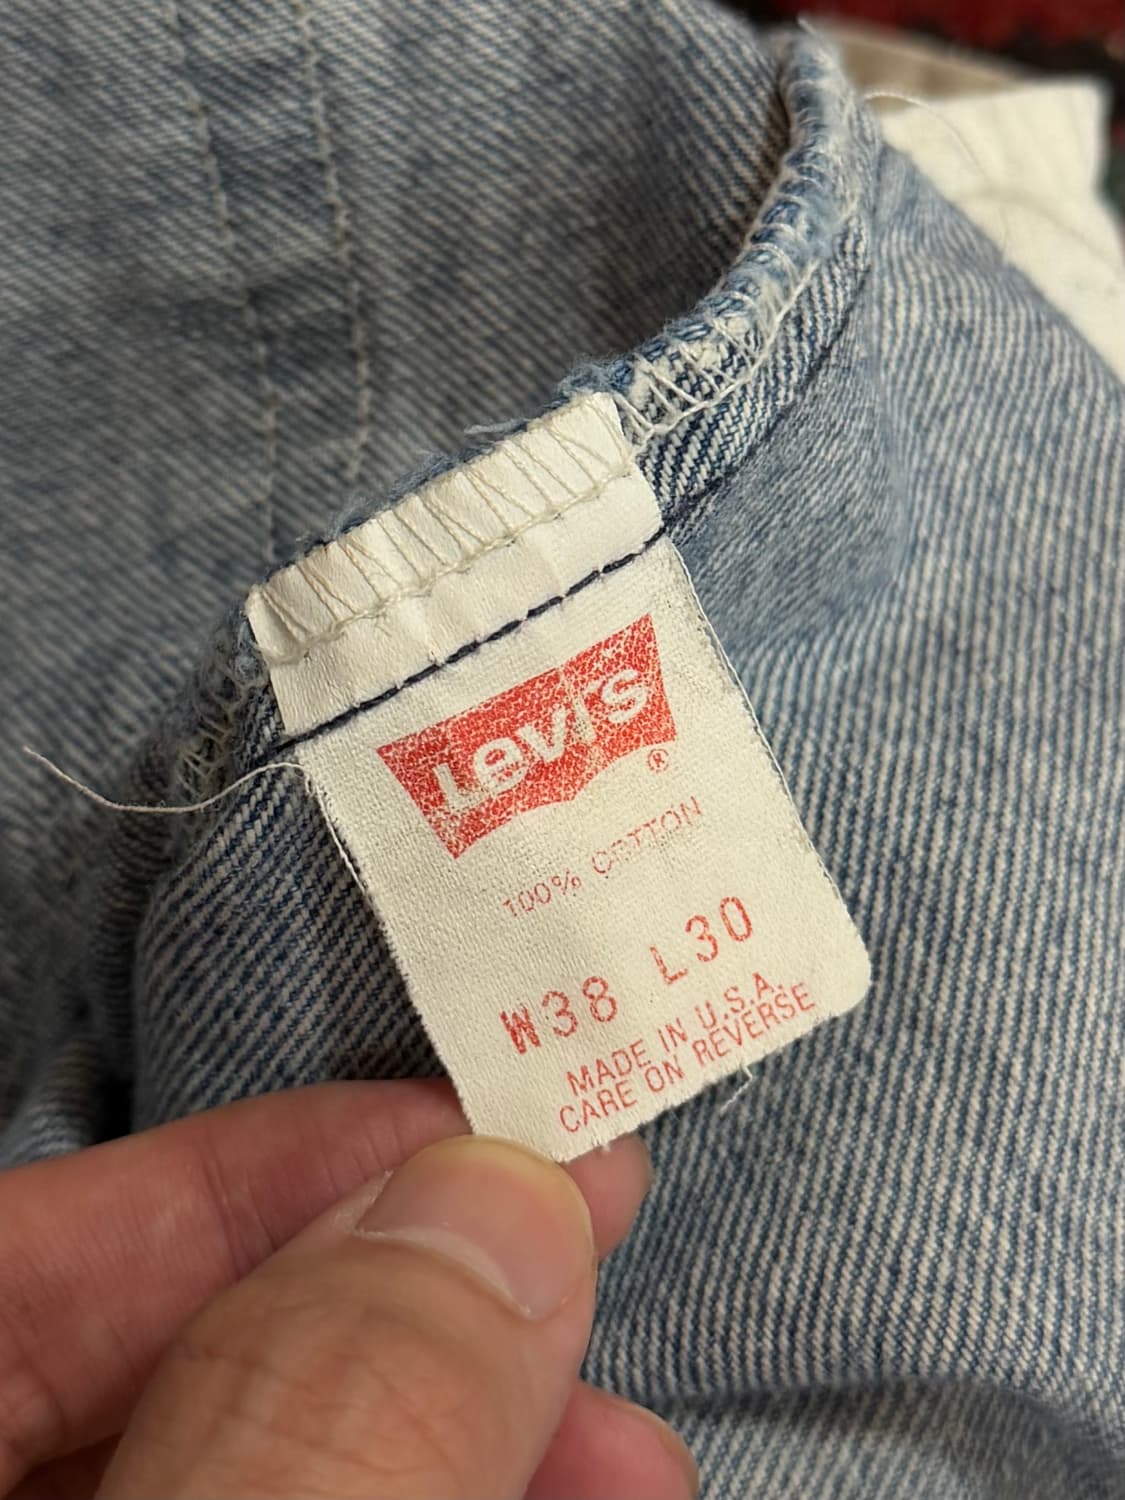 Levi's
®
100% COTTON
W38 L30
MADE IN U.S.A.
CARE ON REVERSE